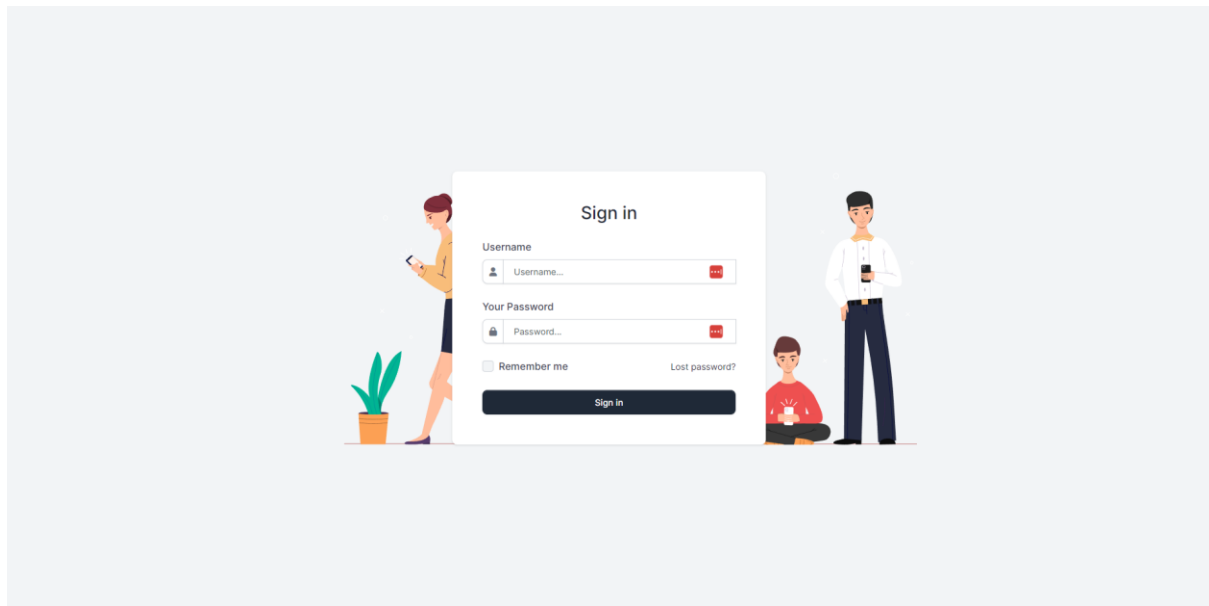 Sign in
Username
Username...
Your Password
Password...
Remember me
Lost password?
Sign in